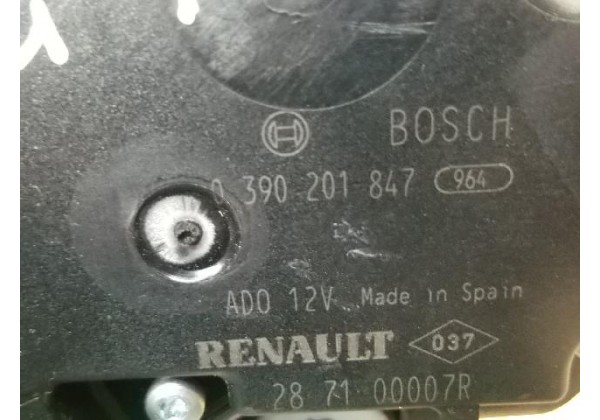 BOSCH
0 390 201 847 964
ADO 12V Made in Spain
RENAULT 037
28 71 00007R